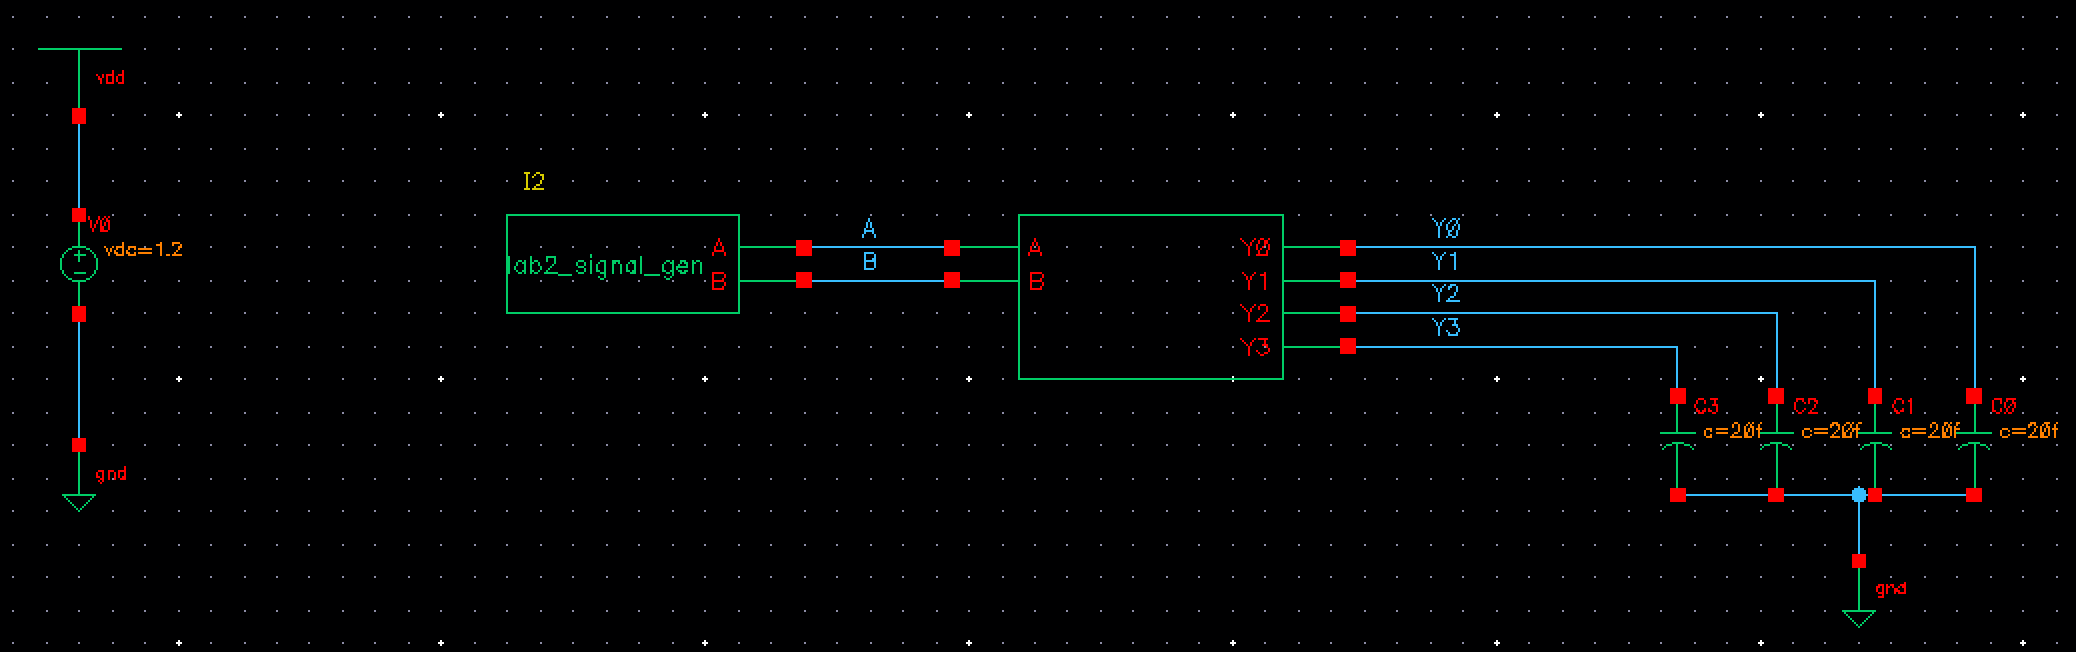 vdd
V0
vdc=1.2
gnd
I2
lab2_signal_gen
A
B
A
B
A
B
Y0
Y1
Y2
Y3
Y0
Y1
Y2
Y3
C3
c=20f
C2
c=20f
C1
c=20f
C0
c=20f
gnd